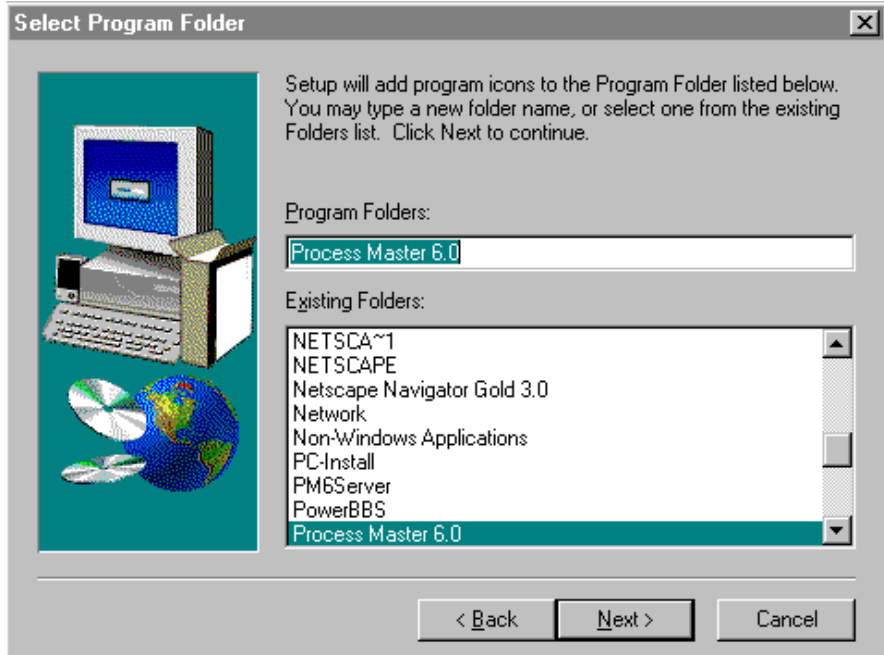 Select Program Folder
Setup will add program icons to the Program Folder listed below.
You may type a new folder name, or select one from the existing
Folders list. Click Next to continue.
Program Folders:
Process Master 6.0
Existing Folders:
NETSCA~1
NETSCAPE
Netscape Navigator Gold 3.0
Network
Non-Windows Applications
PC-Install
PM6Server
PowerBBS
Process Master 6.0
< Back
Next >
Cancel